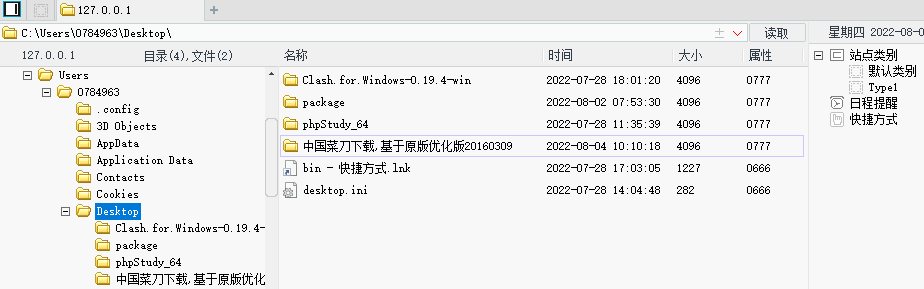 127.0.0.1
C:\Users\0784963\Desktop\
读取
星期四 2022-08-0
127.0.0.1
目录(4),文件(2)
名称 时间 大小 属性
Users
0784963
.config
3D Objects
AppData
Application Data
Contacts
Cookies
Desktop
Clash.for.Windows-0.19.4-
package
phpStudy_64
中国菜刀下载,基于原版优化
Clash.for.Windows-0.19.4-win 2022-07-28 18:01:20 4096 0777
package 2022-08-02 07:53:30 4096 0777
phpStudy_64 2022-07-28 11:35:39 4096 0777
中国菜刀下载,基于原版优化版20160309 2022-08-04 10:10:18 4096 0777
bin - 快捷方式.lnk 2022-07-28 17:03:05 1227 0666
desktop.ini 2022-07-28 14:04:48 282 0666
站点类别
默认类别
Type1
日程提醒
快捷方式